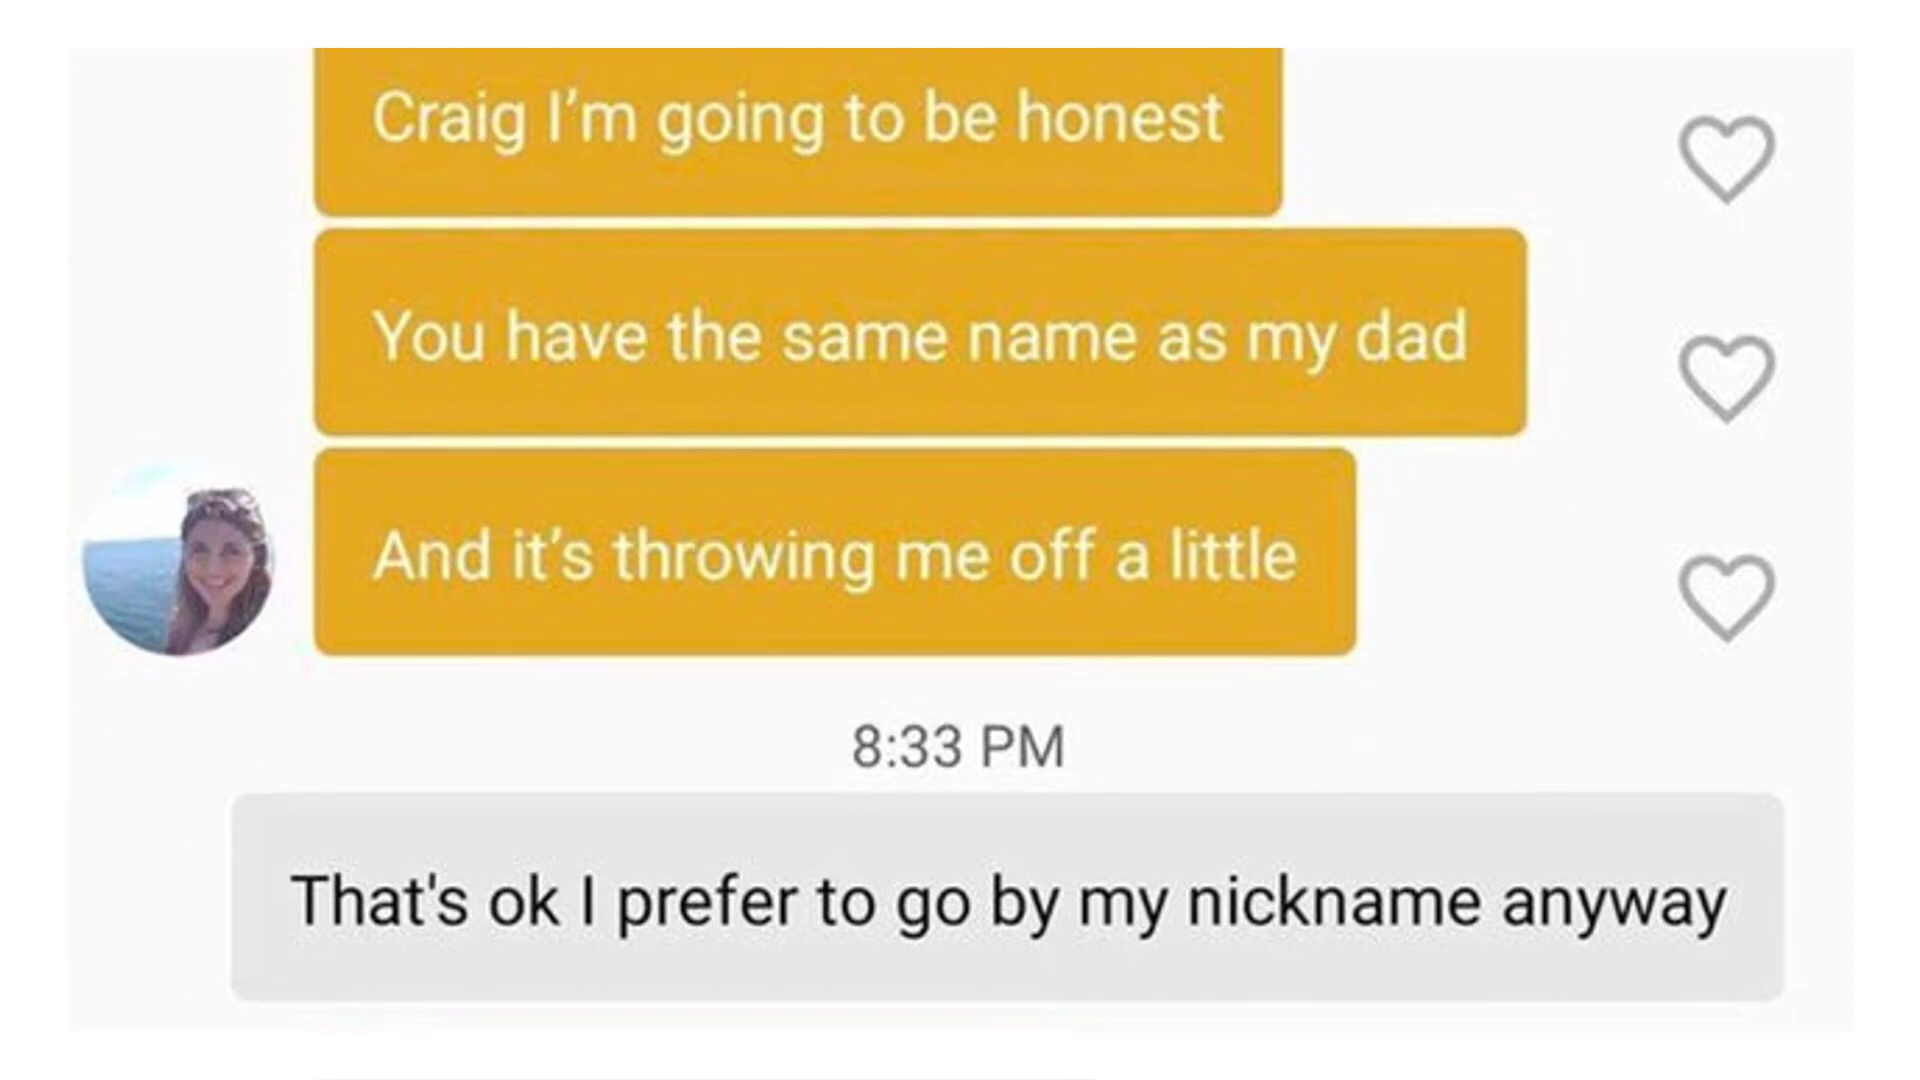 Craig I’m going to be honest
You have the same name as my dad
And it’s throwing me off a little
8:33 PM
That's ok I prefer to go by my nickname anyway